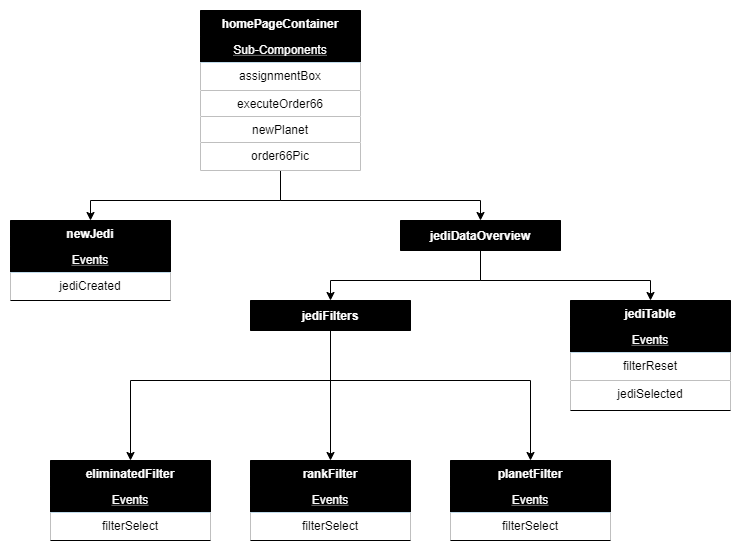 homePageContainer
Sub-Components
assignmentBox
executeOrder66
newPlanet
order66Pic
newJedi
Events
jediCreated
jediDataOverview
jediFilters
jediTable
Events
filterReset
jediSelected
eliminatedFilter
Events
filterSelect
rankFilter
Events
filterSelect
planetFilter
Events
filterSelect